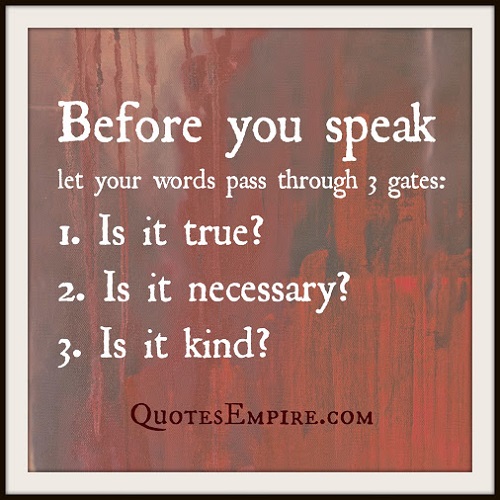 Before you speak
let your words pass through 3 gates:
1. Is it true?
2. Is it necessary?
3. Is it kind?
QuotesEmpire.com